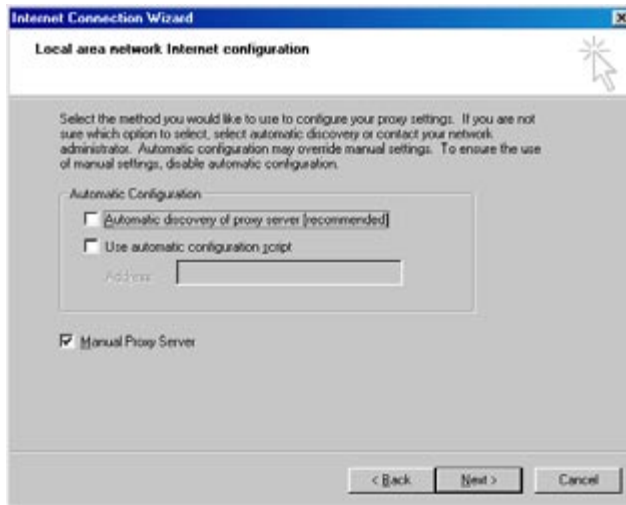 Internet Connection Wizard
Local area network Internet configuration
Select the method you would like to use to configure your proxy settings. If you are not
sure which option to select, select automatic discovery or contact your network
administrator. Automatic configuration may override manual settings. To ensure the use
of manual settings, disable automatic configuration.
Automatic Configuration
Automatic discovery of proxy server [recommended]
Use automatic configuration script
Address:
Manual Proxy Server
< Back Next > Cancel